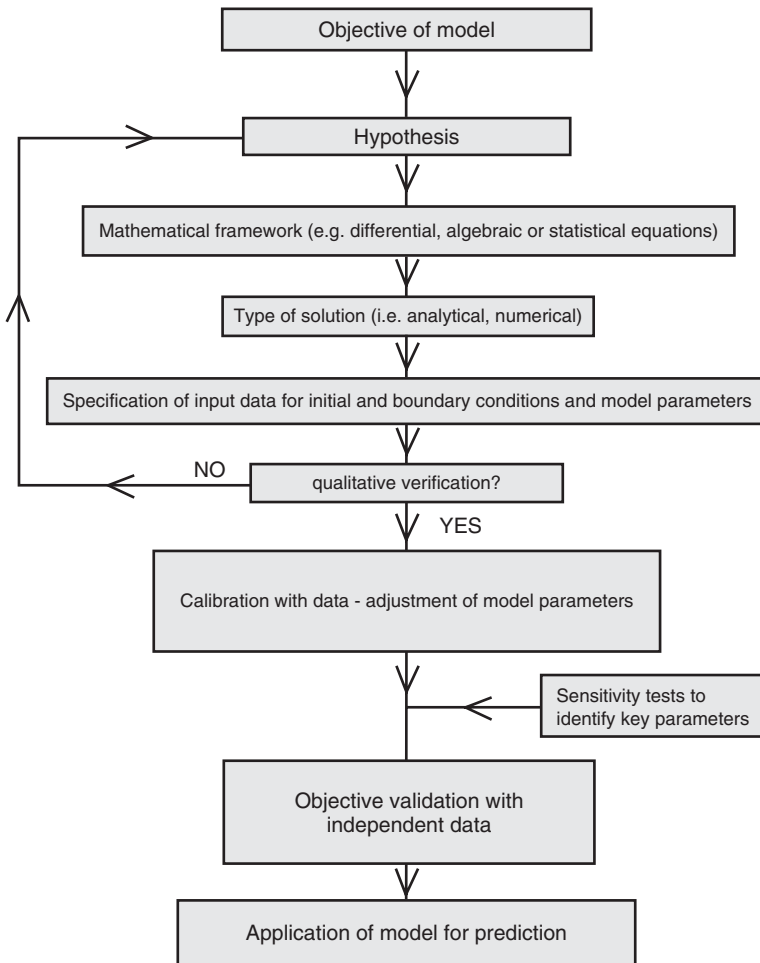 Objective of model
Hypothesis
Mathematical framework (e.g. differential, algebraic or statistical equations)
Type of solution (i.e. analytical, numerical)
Specification of input data for initial and boundary conditions and model parameters
NO
qualitative verification?
YES
Calibration with data - adjustment of model parameters
Sensitivity tests to
identify key parameters
Objective validation with
independent data
Application of model for prediction